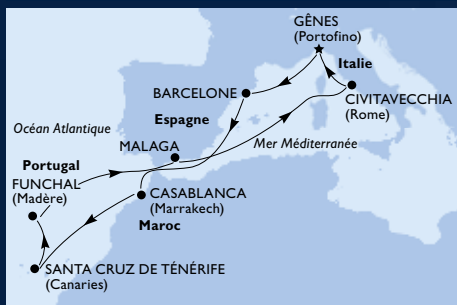 GÊNES
(Portofino)
Italie
BARCELONE
CIVITAVECCHIA
(Rome)
Espagne
Océan Atlantique
MALAGA
Mer Méditerranée
Portugal
FUNCHAL
(Madère)
CASABLANCA
(Marrakech)
Maroc
SANTA CRUZ DE TÉNÉRIFE
(Canaries)